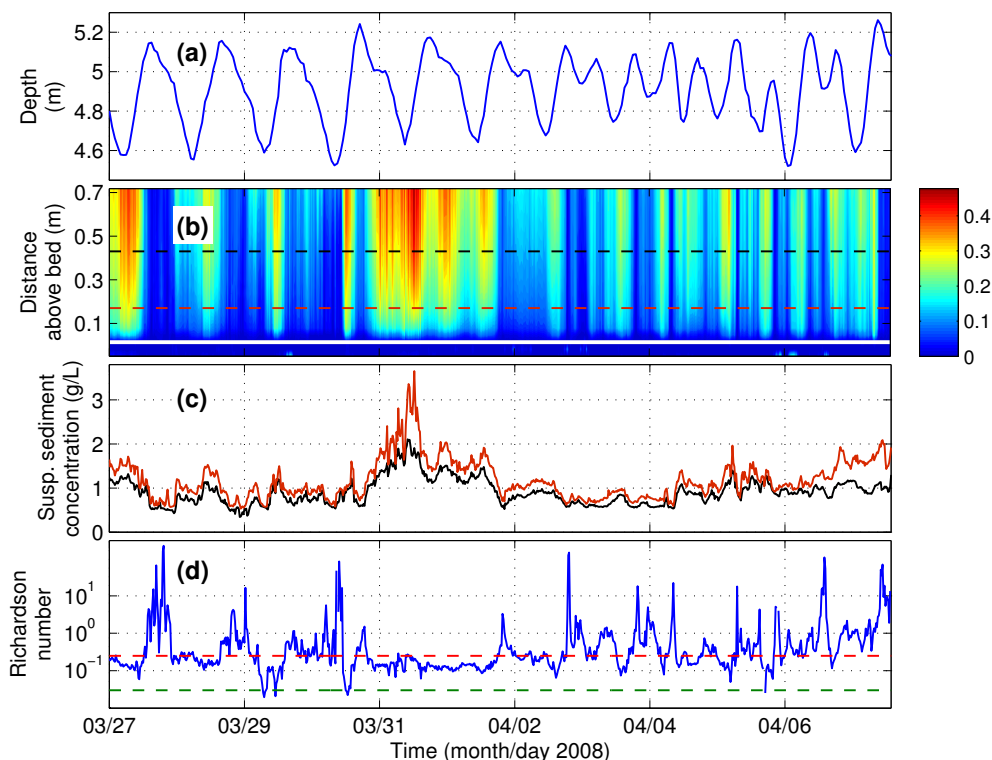 5.2
5
4.8
4.6
Depth
(m)
(a)
0.7
0.5
0.3
0.1
Distance
above bed (m)
(b)
0.4
0.3
0.2
0.1
0
3
2
1
0
Susp. sediment
concentration (g/L)
(c)
10^1
10^0
10^-1
Richardson
number
(d)
03/27
03/29
03/31
04/02
04/04
04/06
Time (month/day 2008)